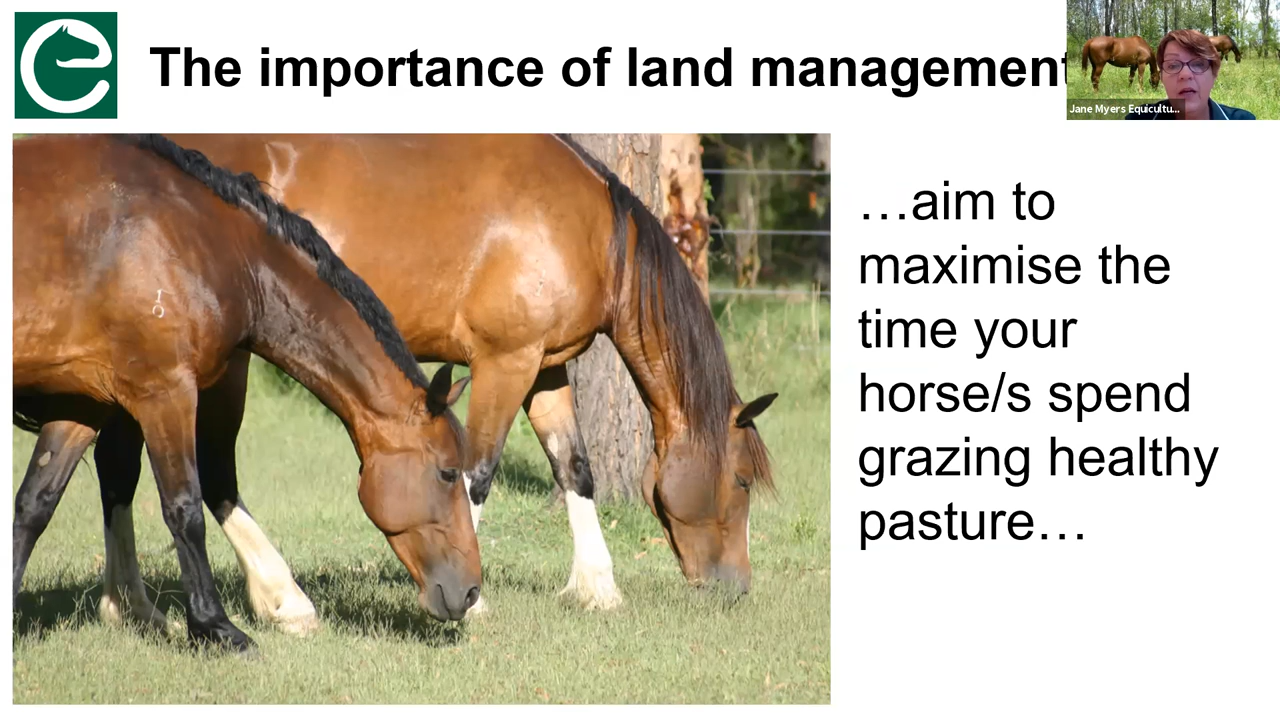 The importance of land management
Jane Myers Equicultu...
…aim to
maximise the
time your
horse/s spend
grazing healthy
pasture…